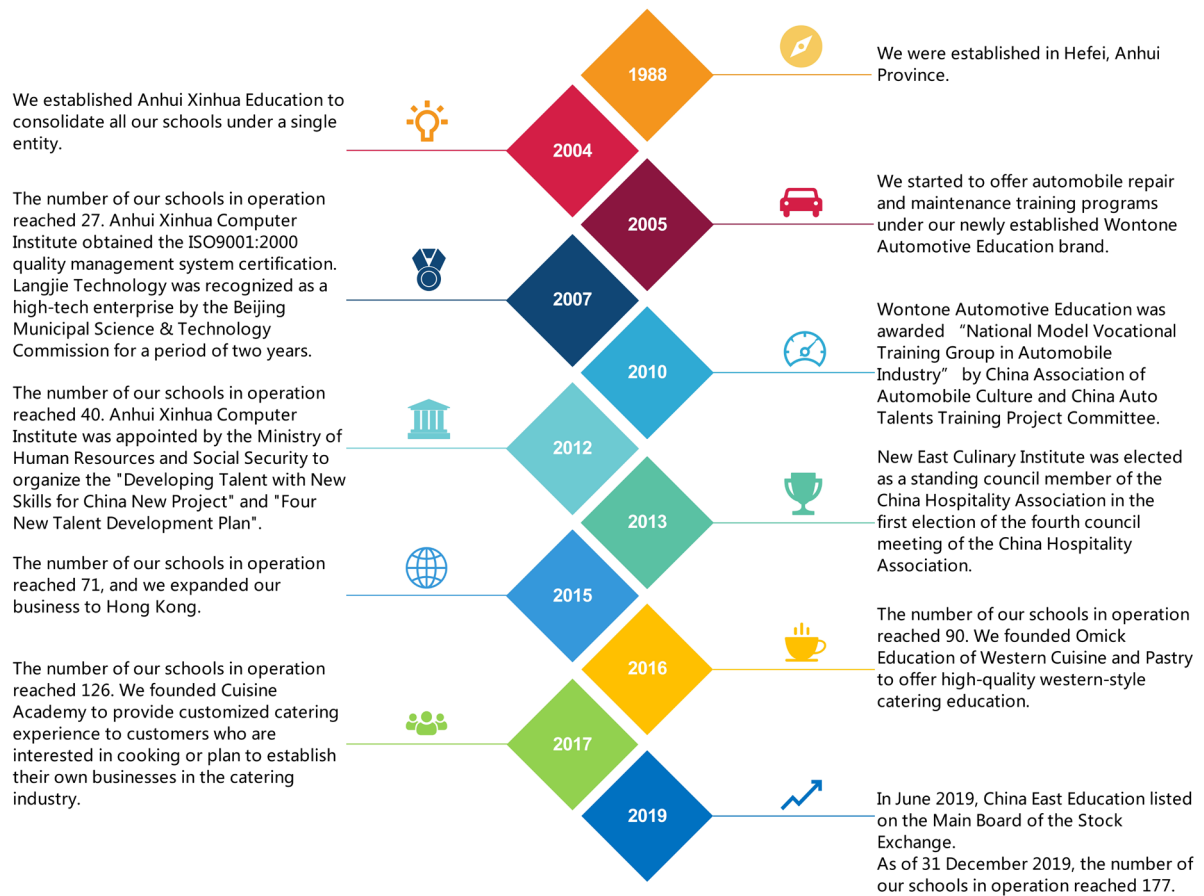 1988
We were established in Hefei, Anhui
Province.
We established Anhui Xinhua Education to
consolidate all our schools under a single
entity.
2004
2005
We started to offer automobile repair
and maintenance training programs
under our newly established Wontone
Automotive Education brand.
The number of our schools in operation
reached 27. Anhui Xinhua Computer
Institute obtained the ISO9001:2000
quality management system certification.
Langjie Technology was recognized as a
high-tech enterprise by the Beijing
Municipal Science & Technology
Commission for a period of two years.
2007
2010
Wontone Automotive Education was
awarded “National Model Vocational
Training Group in Automobile
Industry” by China Association of
Automobile Culture and China Auto
Talents Training Project Committee.
The number of our schools in operation
reached 40. Anhui Xinhua Computer
Institute was appointed by the Ministry of
Human Resources and Social Security to
organize the "Developing Talent with New
Skills for China New Project" and "Four
New Talent Development Plan".
2012
2013
New East Culinary Institute was elected
as a standing council member of the
China Hospitality Association in the
first election of the fourth council
meeting of the China Hospitality
Association.
The number of our schools in operation
reached 71, and we expanded our
business to Hong Kong.
2015
2016
The number of our schools in operation
reached 90. We founded Omick
Education of Western Cuisine and Pastry
to offer high-quality western-style
catering education.
The number of our schools in operation
reached 126. We founded Cuisine
Academy to provide customized catering
experience to customers who are
interested in cooking or plan to establish
their own businesses in the catering
industry.
2017
2019
In June 2019, China East Education listed
on the Main Board of the Stock
Exchange.
As of 31 December 2019, the number of
our schools in operation reached 177.